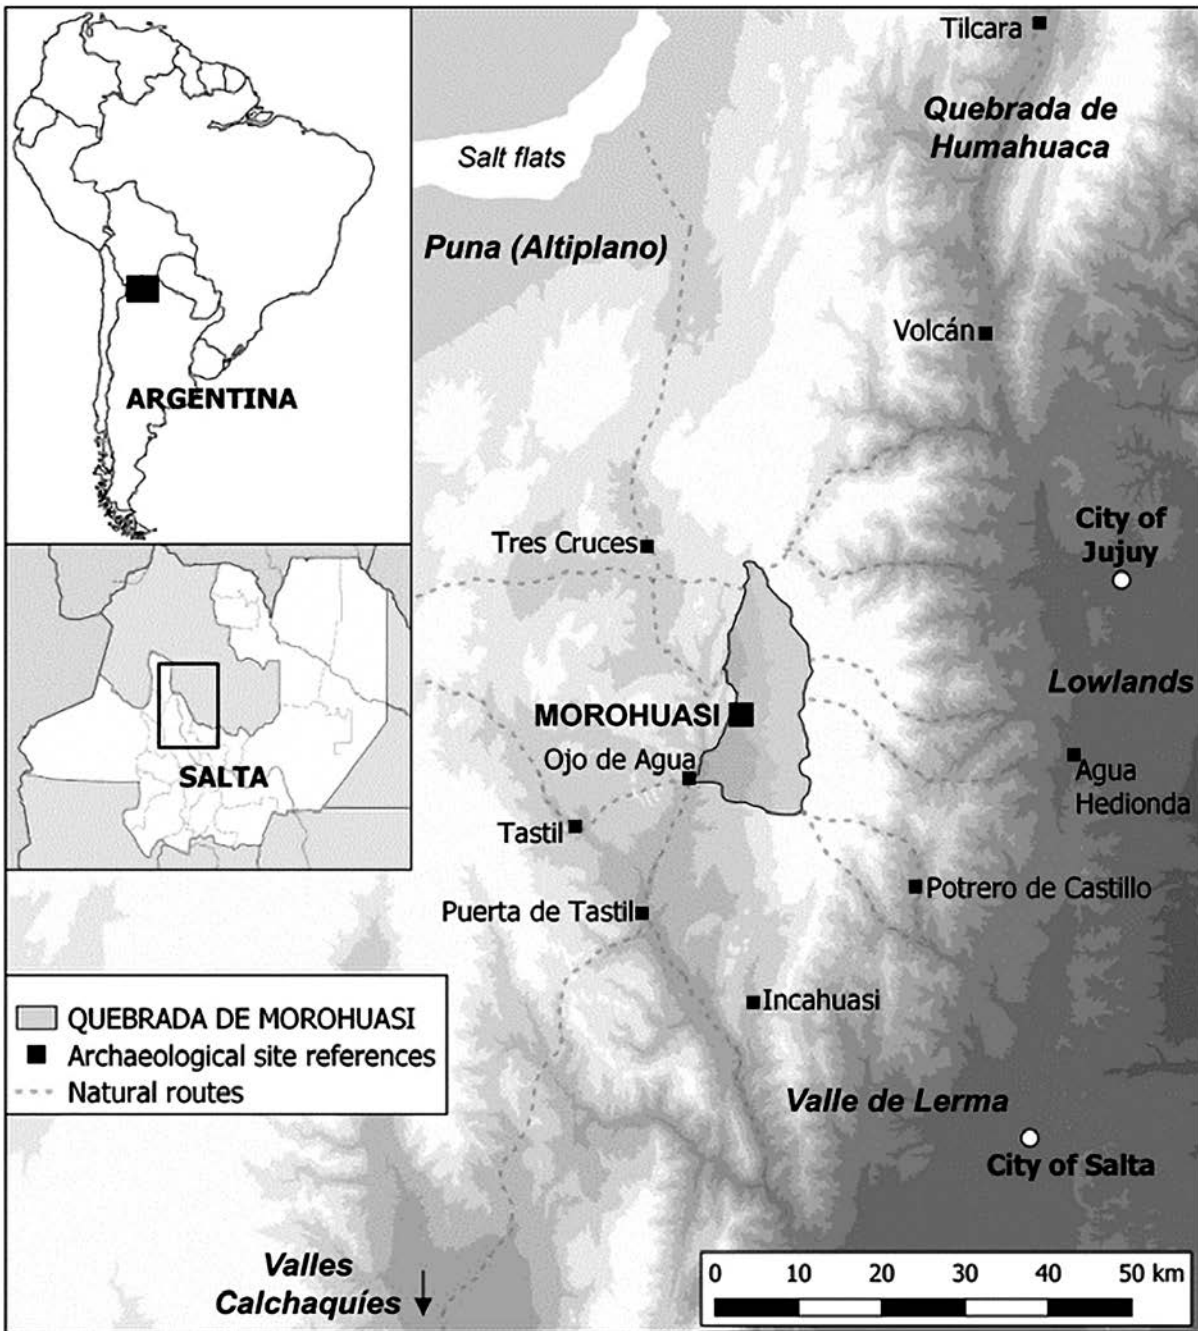 ARGENTINA
SALTA
QUEBRADA DE MOROHUASI
Archaeological site references
Natural routes
Tilcara
Quebrada de
Humahuaca
Salt flats
Puna (Altiplano)
Volcán
City of
Jujuy
Tres Cruces
Lowlands
MOROHUASI
Ojo de Agua
Agua
Hedionda
Tastil
Potrero de Castillo
Puerta de Tastil
Incahuasi
Valle de Lerma
City of Salta
Valles
Calchaquíes
0 10 20 30 40 50 km